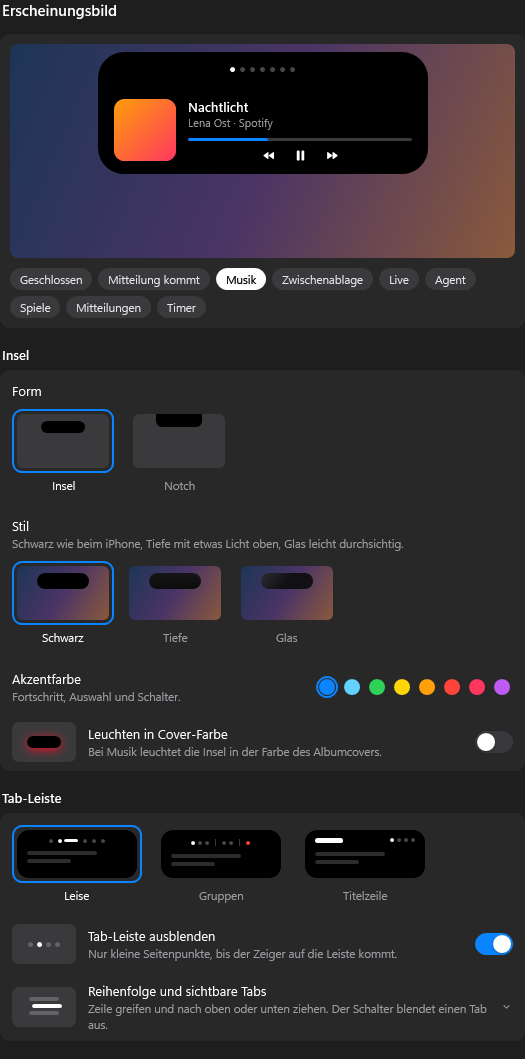 Erscheinungsbild
Nachtlicht
Lena Ost · Spotify
Geschlossen
Mitteilung kommt
Musik
Zwischenablage
Live
Agent
Spiele
Mitteilungen
Timer
Insel
Form
Insel
Notch
Stil
Schwarz wie beim iPhone, Tiefe mit etwas Licht oben, Glas leicht durchsichtig.
Schwarz
Tiefe
Glas
Akzentfarbe
Fortschritt, Auswahl und Schalter.
Leuchten in Cover-Farbe
Bei Musik leuchtet die Insel in der Farbe des Albumcovers.
Tab-Leiste
Leise
Gruppen
Titelzeile
Tab-Leiste ausblenden
Nur kleine Seitenpunkte, bis der Zeiger auf die Leiste kommt.
Reihenfolge und sichtbare Tabs
Zeile greifen und nach oben oder unten ziehen. Der Schalter blendet einen Tab
aus.